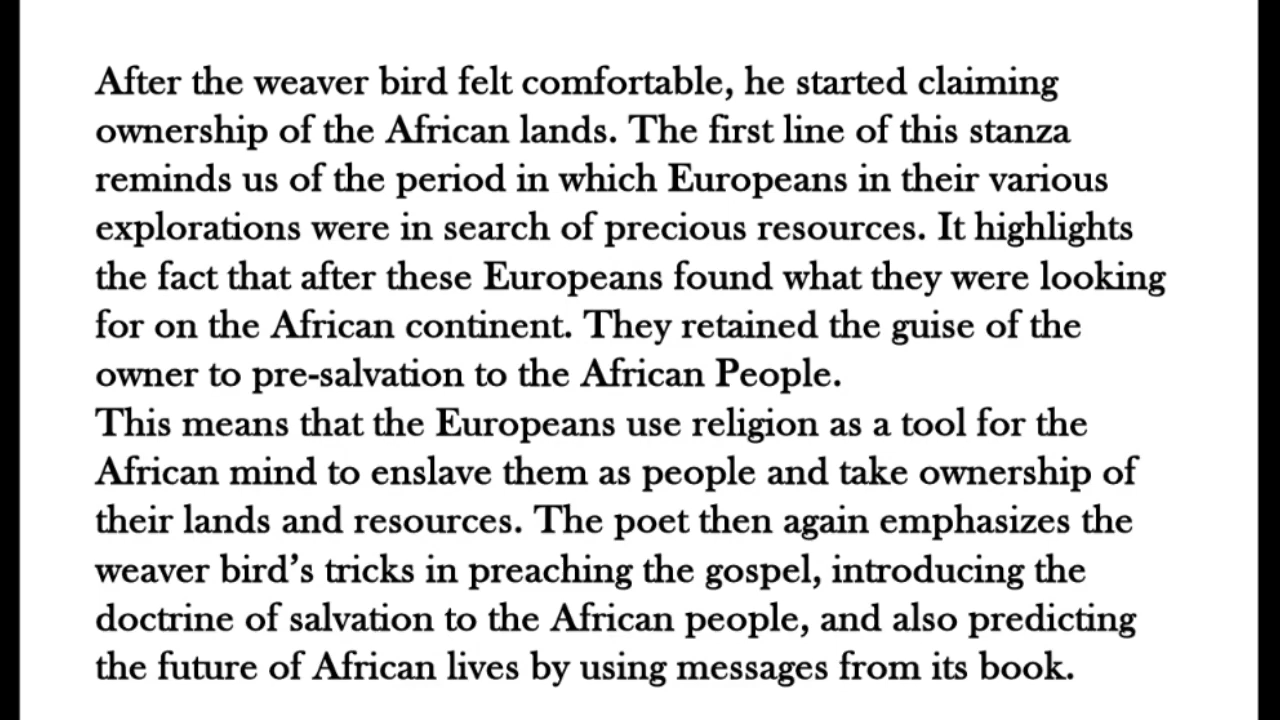 After the weaver bird felt comfortable, he started claiming
ownership of the African lands. The first line of this stanza
reminds us of the period in which Europeans in their various
explorations were in search of precious resources. It highlights
the fact that after these Europeans found what they were looking
for on the African continent. They retained the guise of the
owner to pre-salvation to the African People.
This means that the Europeans use religion as a tool for the
African mind to enslave them as people and take ownership of
their lands and resources. The poet then again emphasizes the
weaver bird’s tricks in preaching the gospel, introducing the
doctrine of salvation to the African people, and also predicting
the future of African lives by using messages from its book.